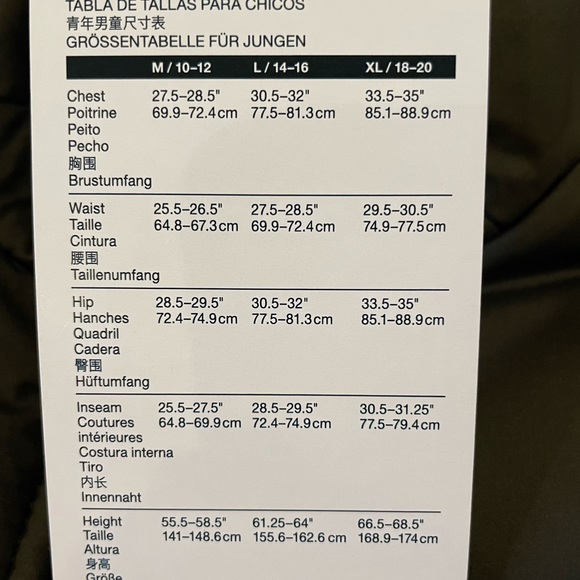 TABLA DE TALLAS PARA CHICOS
青年男童尺寸表
GRÖSSENTABELLE FÜR JUNGEN
M / 10–12 L / 14–16 XL / 18–20
Chest 27.5–28.5" 30.5–32" 33.5–35"
Poitrine 69.9–72.4cm 77.5–81.3cm 85.1–88.9cm
Peito
Pecho
胸围
Brustumfang
Waist 25.5–26.5" 27.5–28.5" 29.5–30.5"
Taille 64.8–67.3cm 69.9–72.4cm 74.9–77.5cm
Cintura
腰围
Taillenumfang
Hip 28.5–29.5" 30.5–32" 33.5–35"
Hanches 72.4–74.9cm 77.5–81.3cm 85.1–88.9cm
Quadril
Cadera
臀围
Hüftumfang
Inseam 25.5–27.5" 28.5–29.5" 30.5–31.25"
Coutures 64.8–69.9cm 72.4–74.9cm 77.5–79.4cm
intérieures
Costura interna
Tiro
内长
Innennaht
Height 55.5–58.5" 61.25–64" 66.5–68.5"
Taille 141–148.6cm 155.6–162.6 cm 168.9–174cm
Altura
身高
Größe